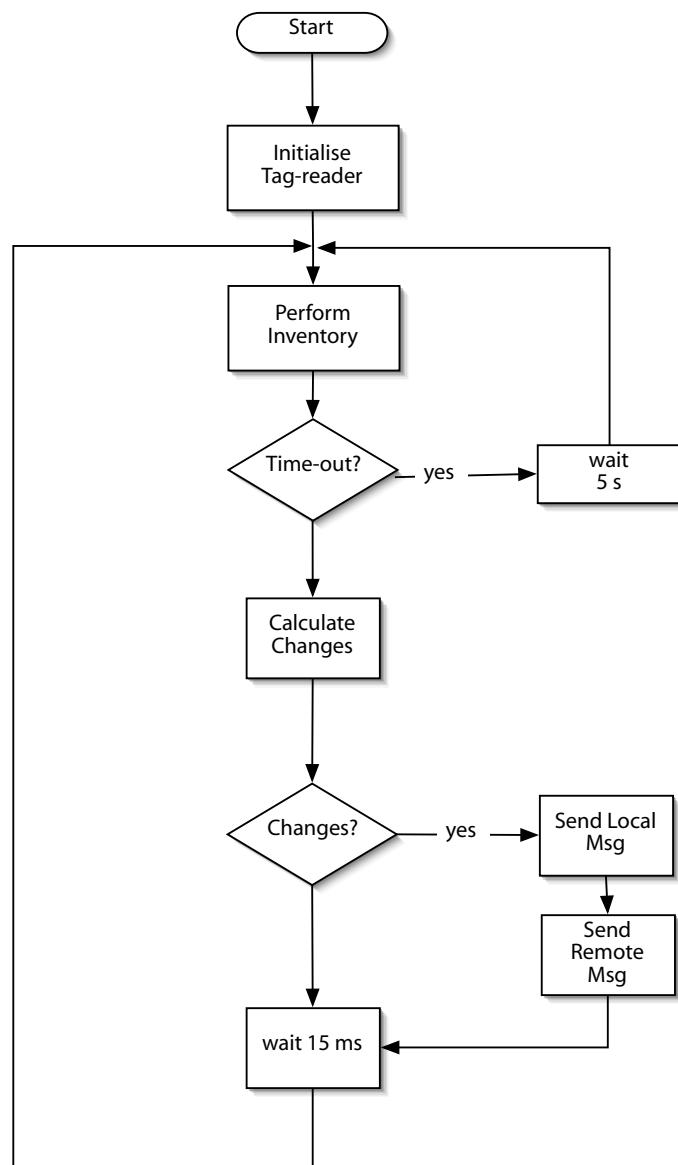 Start
Initialise
Tag-reader
Perform
Inventory
Time-out?
yes
wait
5 s
Calculate
Changes
Changes?
yes
Send Local
Msg
Send
Remote
Msg
wait 15 ms